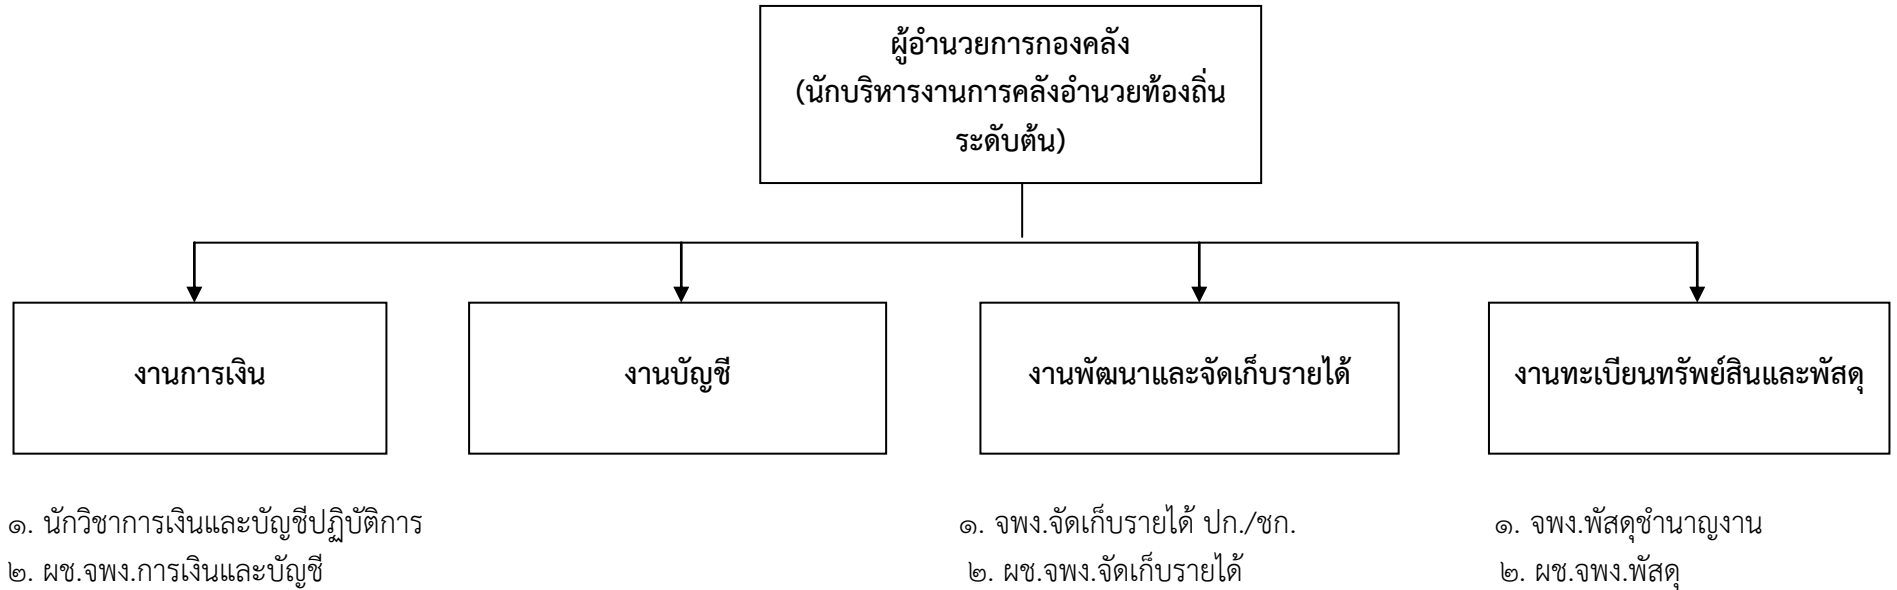 ผู้อำนวยการกองคลัง
(นักบริหารงานการคลังอำนวยท้องถิ่น
ระดับต้น)
งานการเงิน
งานบัญชี
งานพัฒนาและจัดเก็บรายได้
งานทะเบียนทรัพย์สินและพัสดุ
๑. นักวิชาการเงินและบัญชีปฏิบัติการ
๒. ผช.จพง.การเงินและบัญชี
๑. จพง.จัดเก็บรายได้ ปก./ชก.
๒. ผช.จพง.จัดเก็บรายได้
๑. จพง.พัสดุชำนาญงาน
๒. ผช.จพง.พัสดุ